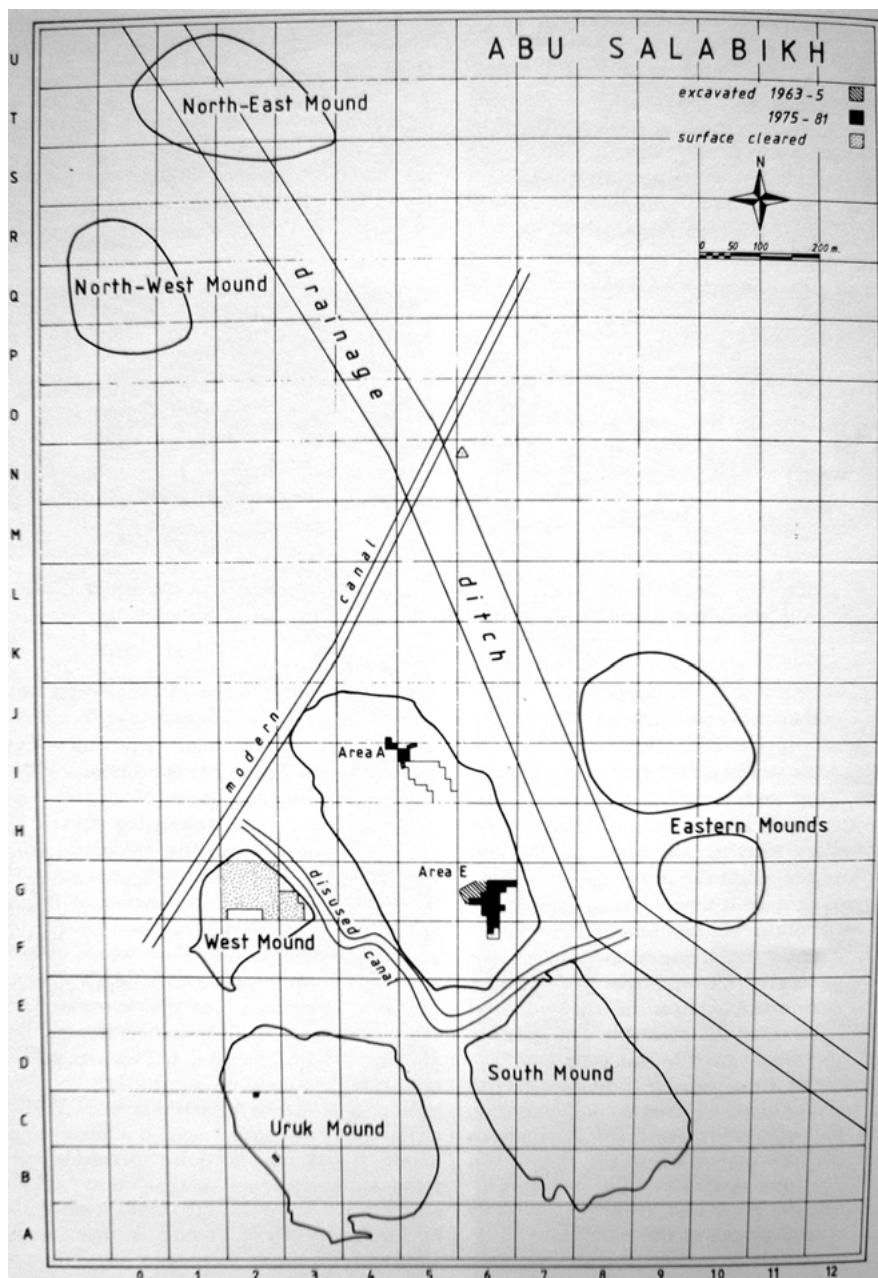 ABU SALABIKH
excavated 1963-5
1975-81
surface cleared
N
0 50 100 200 m.
U
T
S
R
Q
P
O
N
M
L
K
J
I
H
G
F
E
D
C
B
A
North-East Mound
North-West Mound
drainage
ditch
modern canal
Area A
Eastern Mounds
Area E
disused canal
West Mound
South Mound
Uruk Mound
0 1 2 3 4 5 6 7 8 9 10 11 12